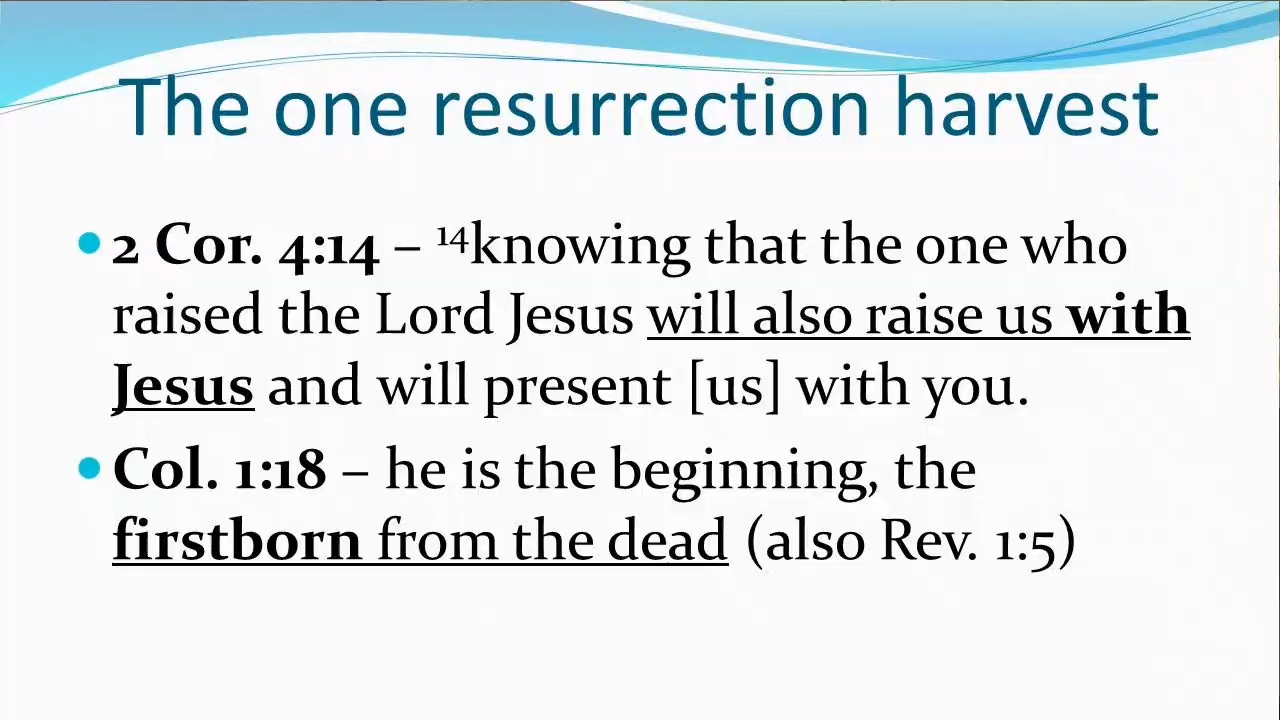 The one resurrection harvest
• 2 Cor. 4:14 – ¹⁴knowing that the one who
raised the Lord Jesus will also raise us with
Jesus and will present [us] with you.
• Col. 1:18 – he is the beginning, the
firstborn from the dead (also Rev. 1:5)